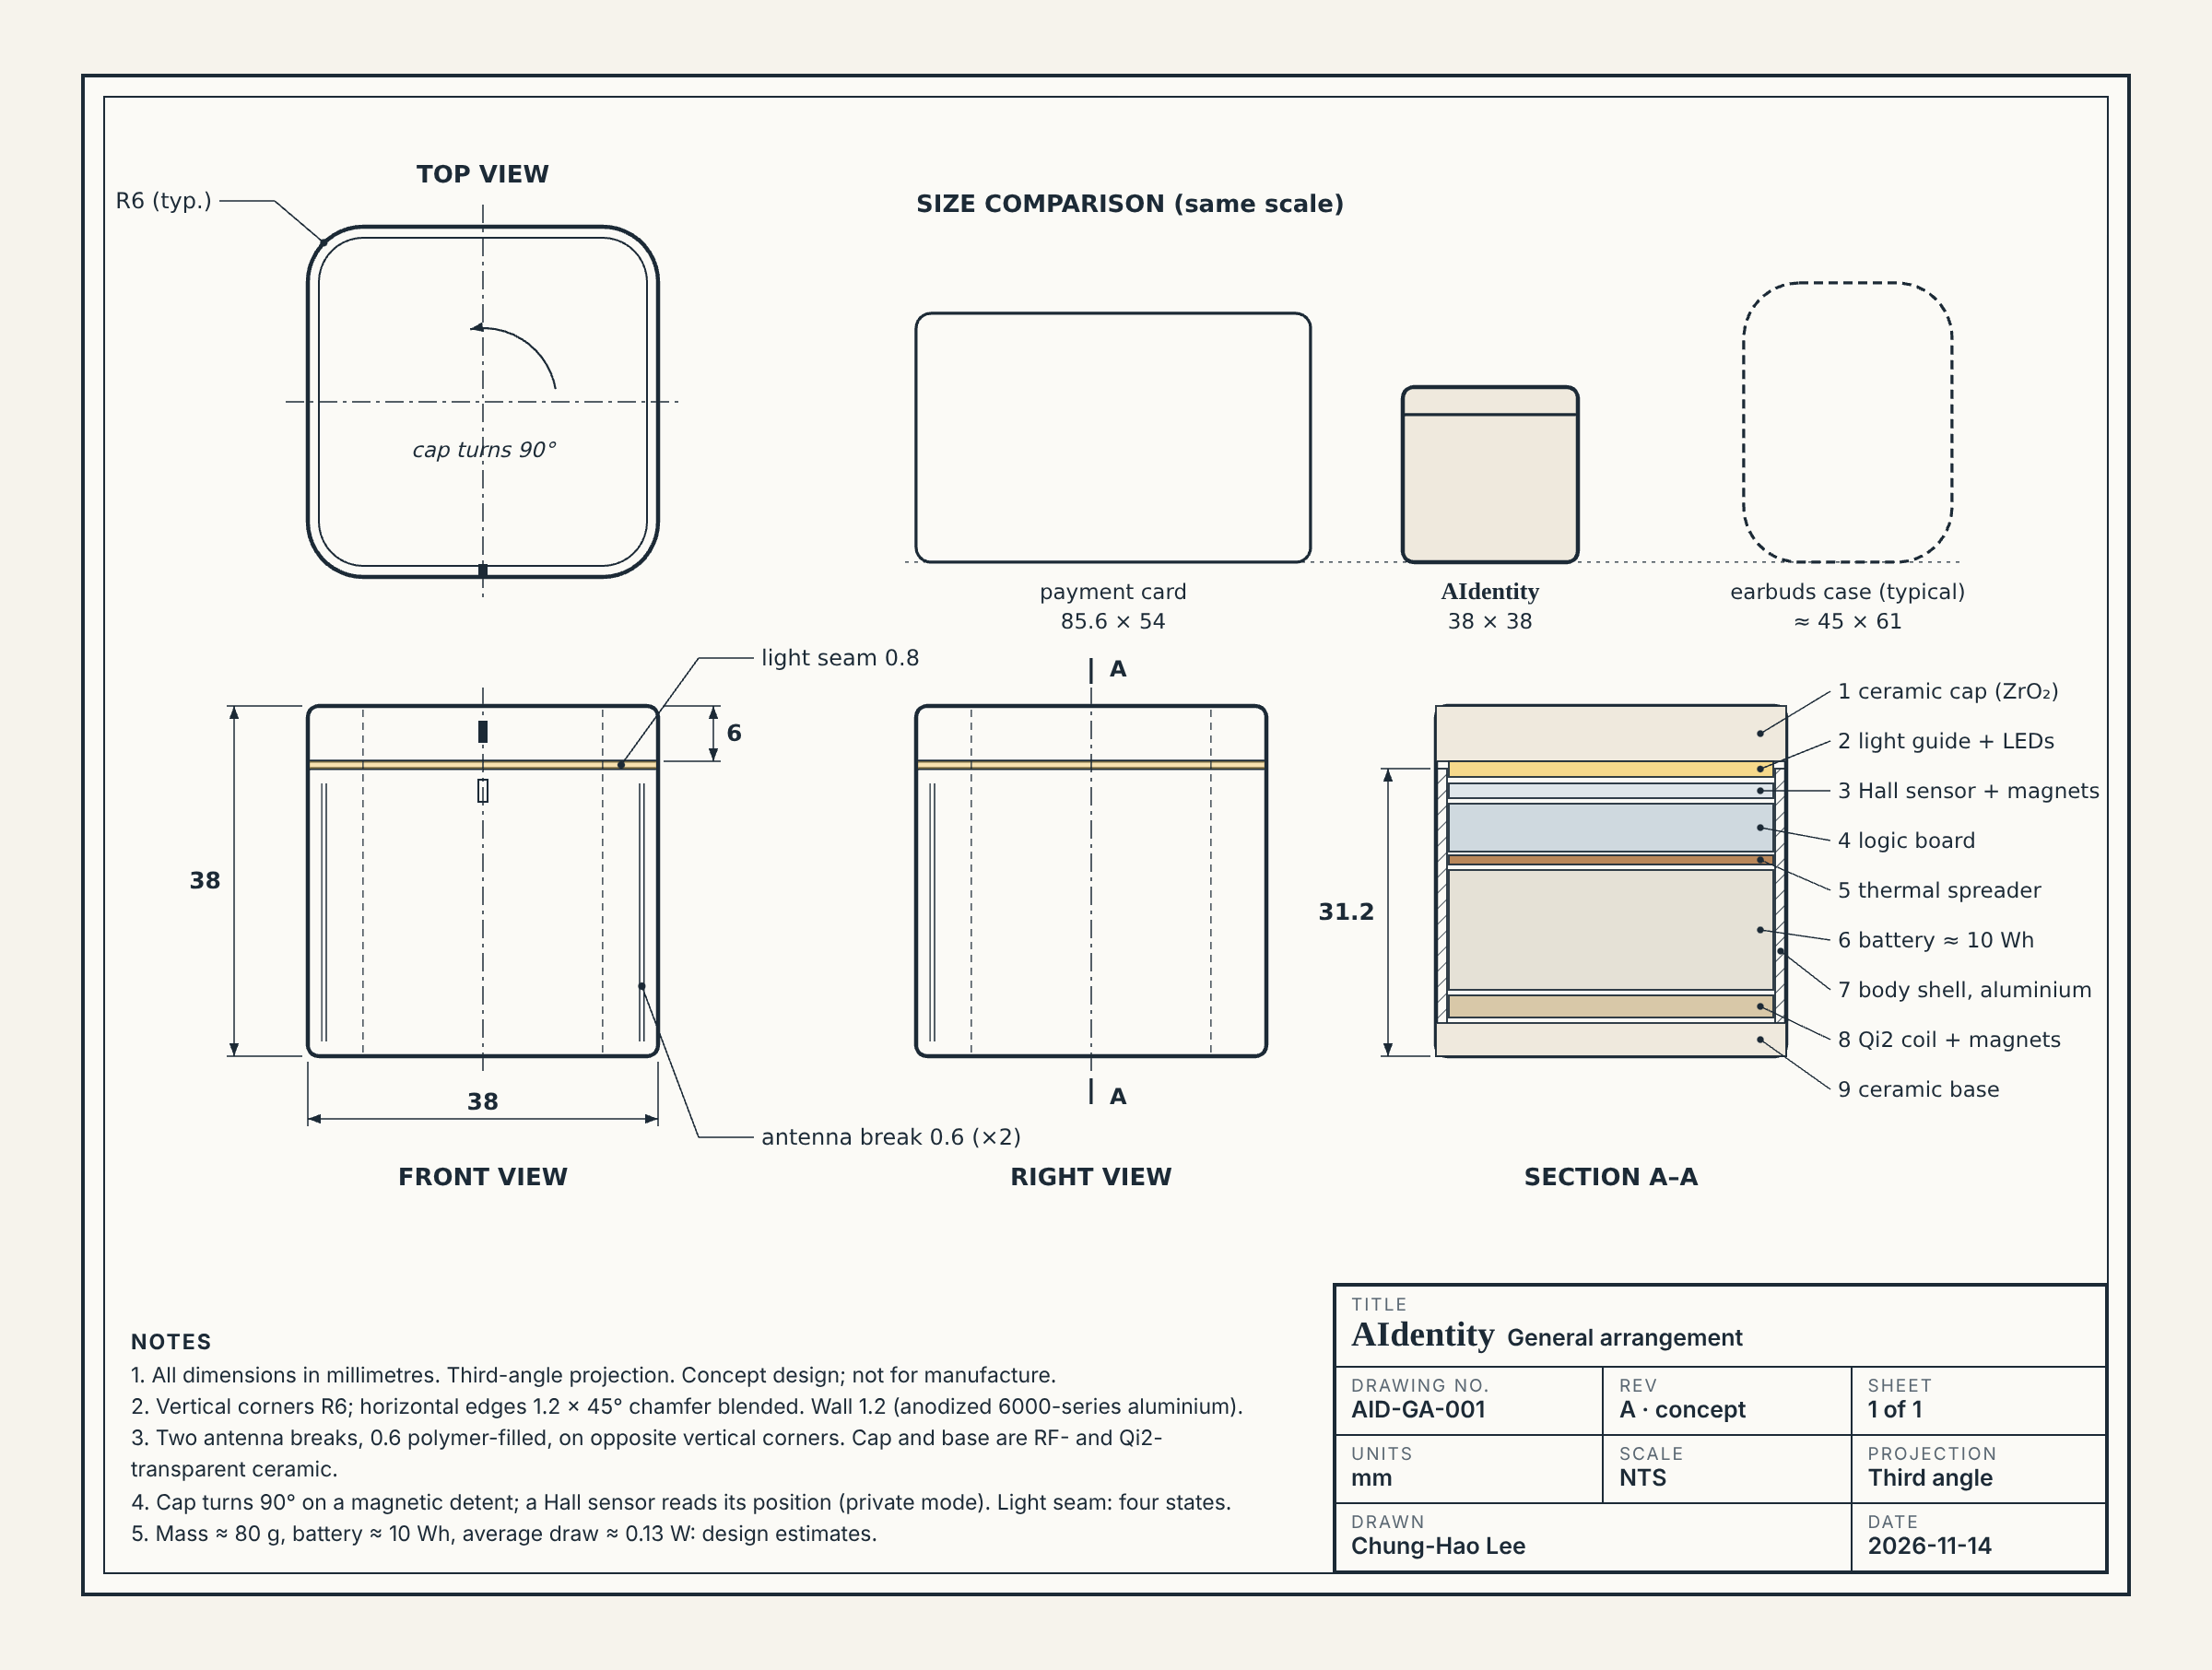 TOP VIEW
R6 (typ.)
cap turns 90°
SIZE COMPARISON (same scale)
payment card
85.6 × 54
AIdentity
38 × 38
earbuds case (typical)
≈ 45 × 61
light seam 0.8
6
38
38
antenna break 0.6 (×2)
FRONT VIEW
A
A
RIGHT VIEW
31.2
1 ceramic cap (ZrO₂)
2 light guide + LEDs
3 Hall sensor + magnets
4 logic board
5 thermal spreader
6 battery ≈ 10 Wh
7 body shell, aluminium
8 Qi2 coil + magnets
9 ceramic base
SECTION A–A
NOTES
1. All dimensions in millimetres. Third-angle projection. Concept design; not for manufacture.
2. Vertical corners R6; horizontal edges 1.2 × 45° chamfer blended. Wall 1.2 (anodized 6000-series aluminium).
3. Two antenna breaks, 0.6 polymer-filled, on opposite vertical corners. Cap and base are RF- and Qi2-
transparent ceramic.
4. Cap turns 90° on a magnetic detent; a Hall sensor reads its position (private mode). Light seam: four states.
5. Mass ≈ 80 g, battery ≈ 10 Wh, average draw ≈ 0.13 W: design estimates.
TITLE
AIdentity General arrangement
DRAWING NO.
AID-GA-001
REV
A · concept
SHEET
1 of 1
UNITS
mm
SCALE
NTS
PROJECTION
Third angle
DRAWN
Chung-Hao Lee
DATE
2026-11-14